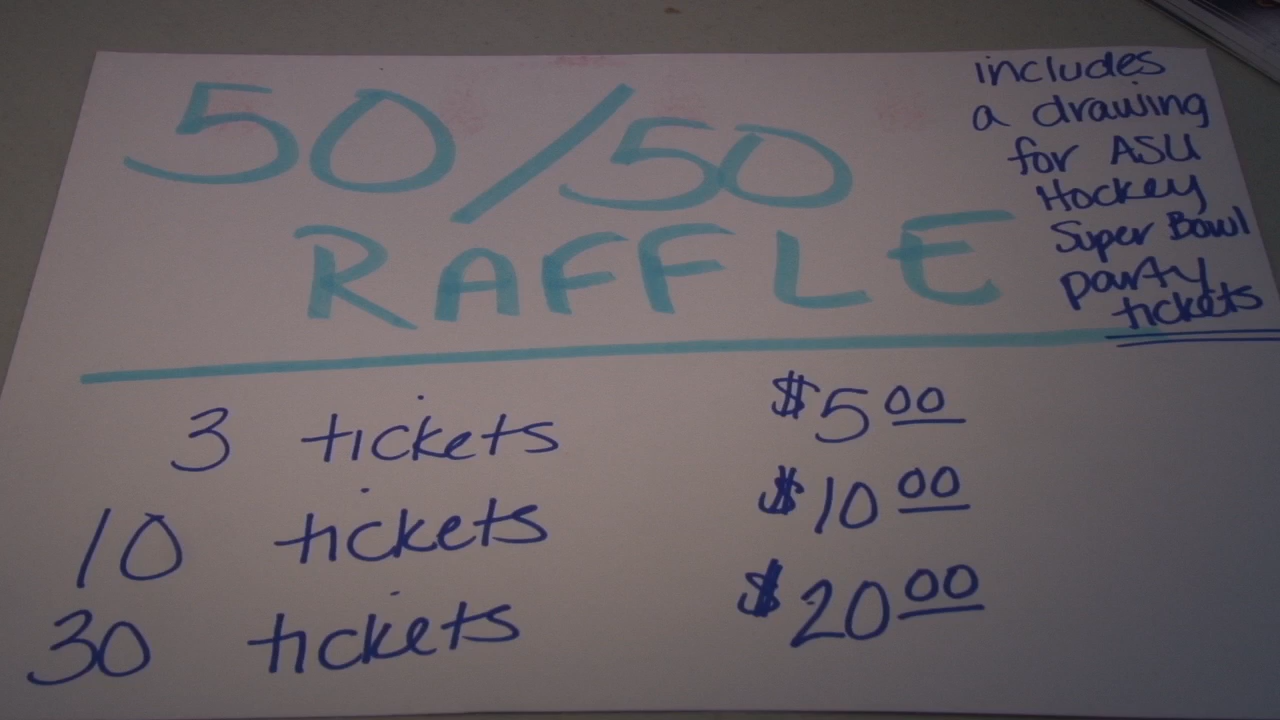 50/50
RAFFLE
includes
a drawing
for ASU
Hockey
Super Bowl
party
tickets
3 tickets $5.00
10 tickets $10.00
30 tickets $20.00